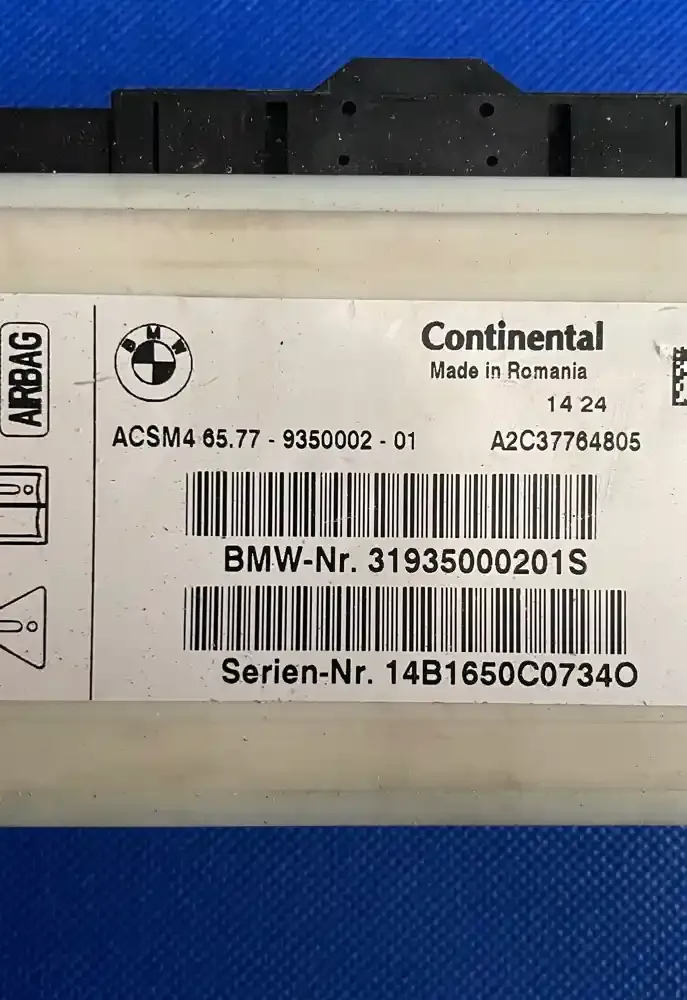 AIRBAG
BMW
Continental
Made in Romania
14 24
ACSM4 65.77 - 9350002 - 01 A2C37764805
BMW-Nr. 31935000201S
Serien-Nr. 14B1650C0734O